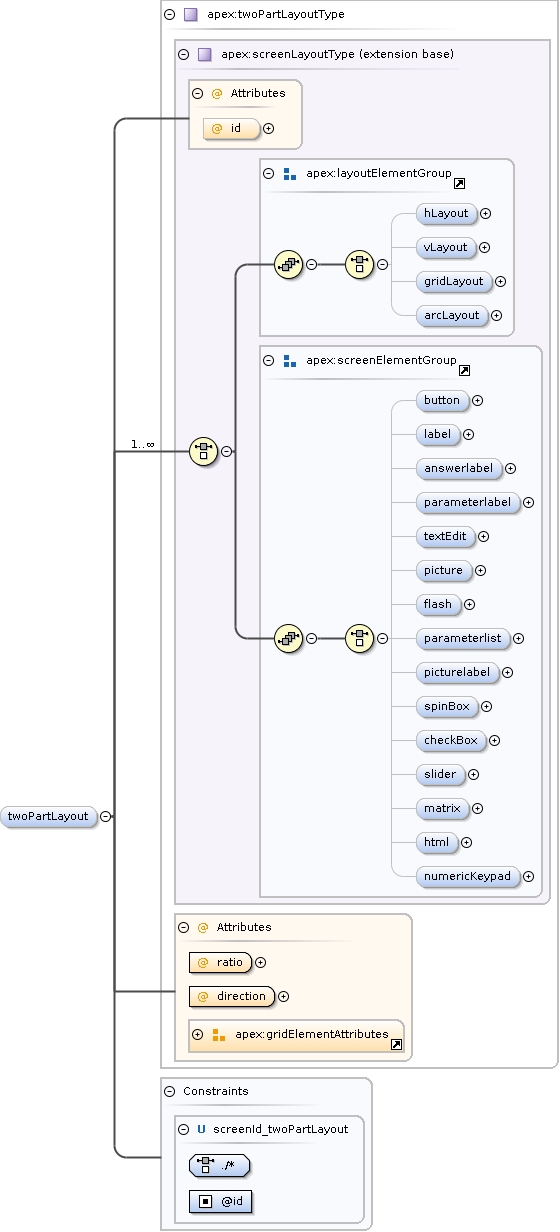 apex:twoPartLayoutType
apex:screenLayoutType (extension base)
@ Attributes
@ id
apex:layoutElementGroup
hLayout
vLayout
gridLayout
arcLayout
apex:screenElementGroup
button
1..∞
label
answerlabel
parameterlabel
textEdit
picture
flash
parameterlist
picturelabel
spinBox
checkBox
slider
matrix
twoPartLayout
html
numericKeypad
@ Attributes
@ ratio
@ direction
apex:gridElementAttributes
Constraints
U screenId_twoPartLayout
./*
@id